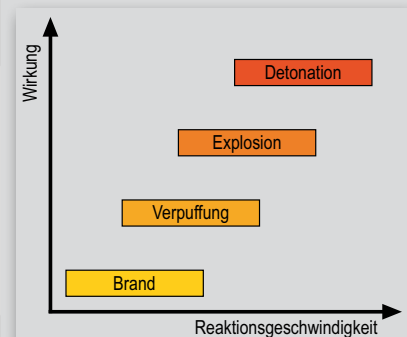 Wirkung
Detonation
Explosion
Verpuffung
Brand
Reaktionsgeschwindigkeit